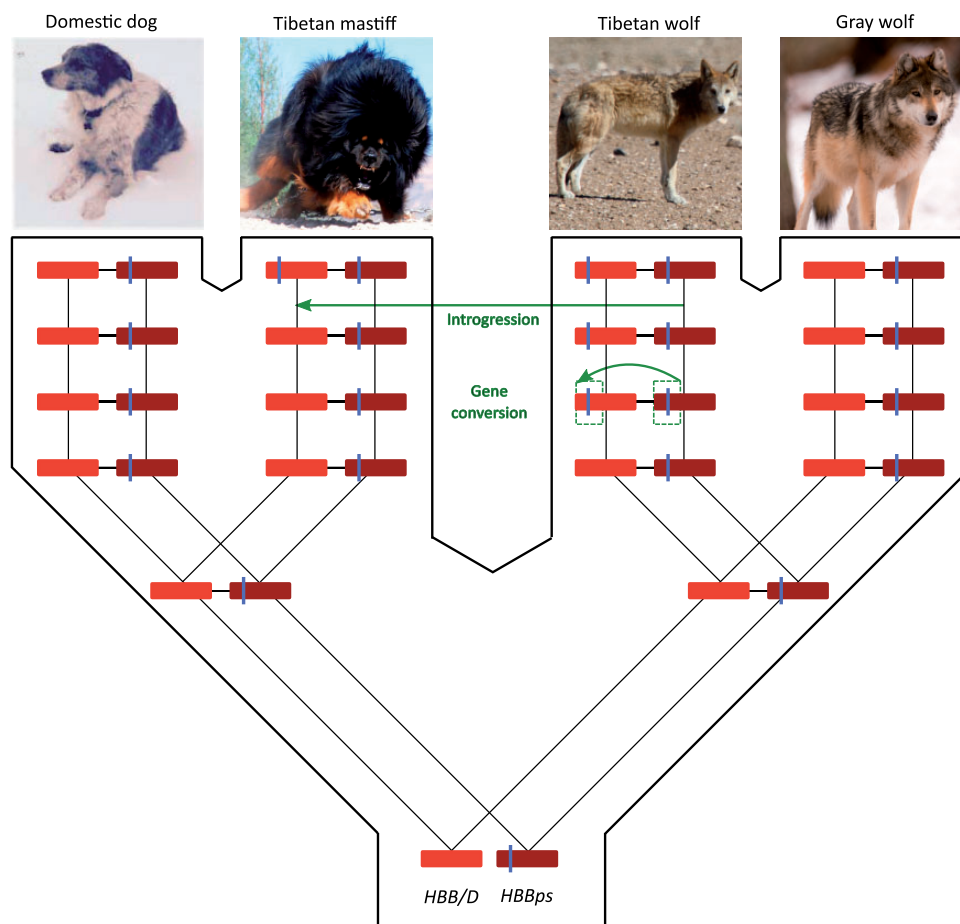 Domestic dog
Tibetan mastiff
Tibetan wolf
Gray wolf
Introgression
Gene
conversion
HBB/D
HBBps